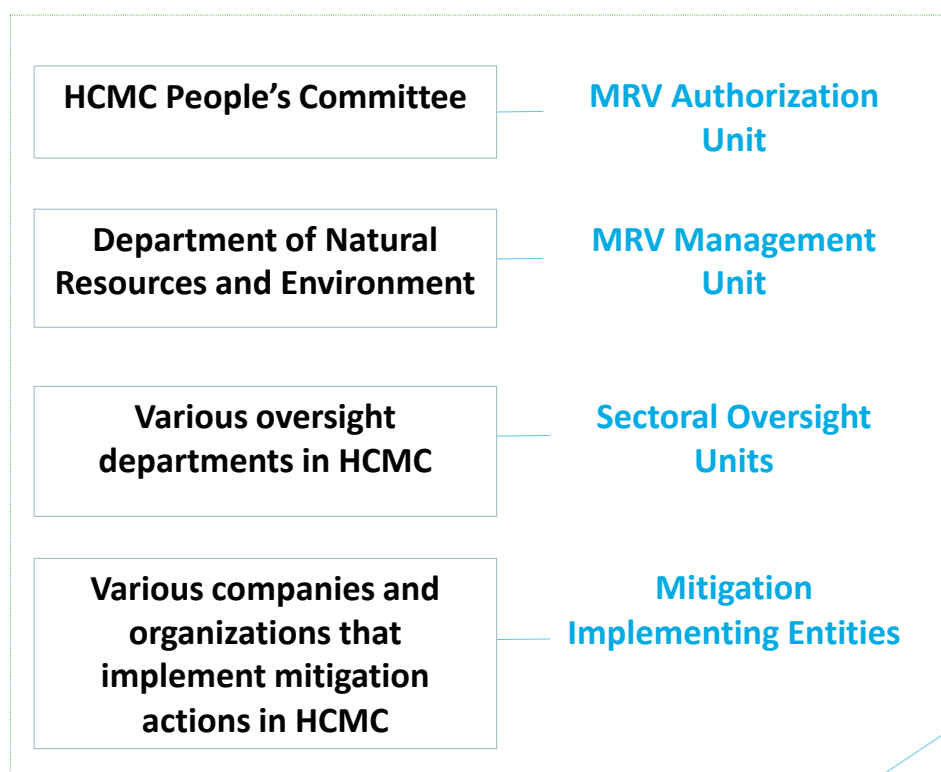 HCMC People’s Committee
MRV Authorization
Unit
Department of Natural
Resources and Environment
MRV Management
Unit
Various oversight
departments in HCMC
Sectoral Oversight
Units
Various companies and
organizations that
implement mitigation
actions in HCMC
Mitigation
Implementing Entities